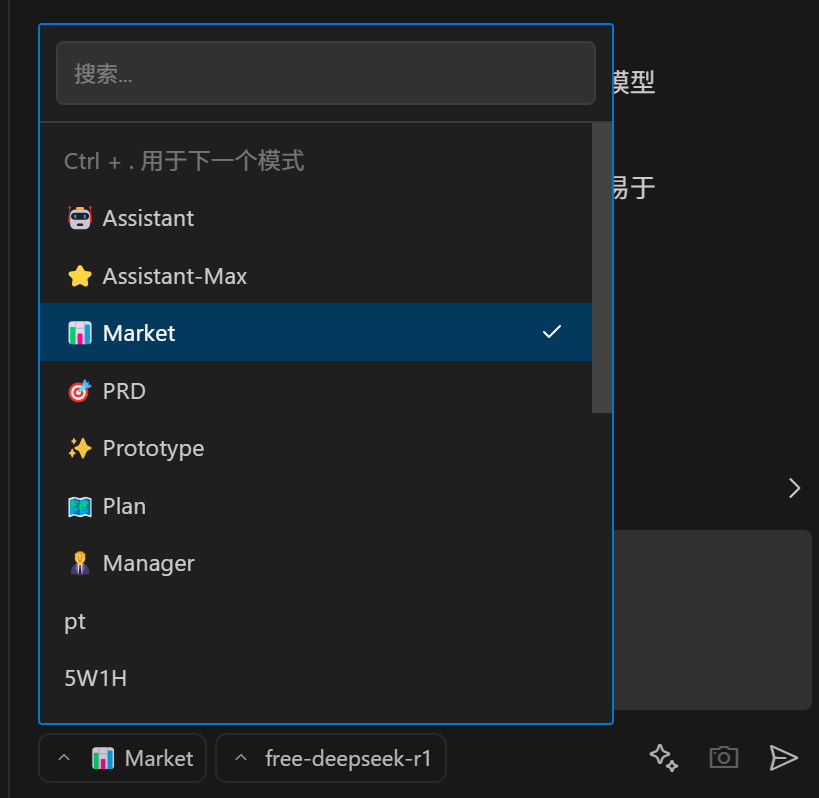 搜索...
模型
Ctrl + . 用于下一个模式
易于
Assistant
Assistant-Max
Market
PRD
Prototype
Plan
Manager
pt
5W1H
Market
free-deepseek-r1